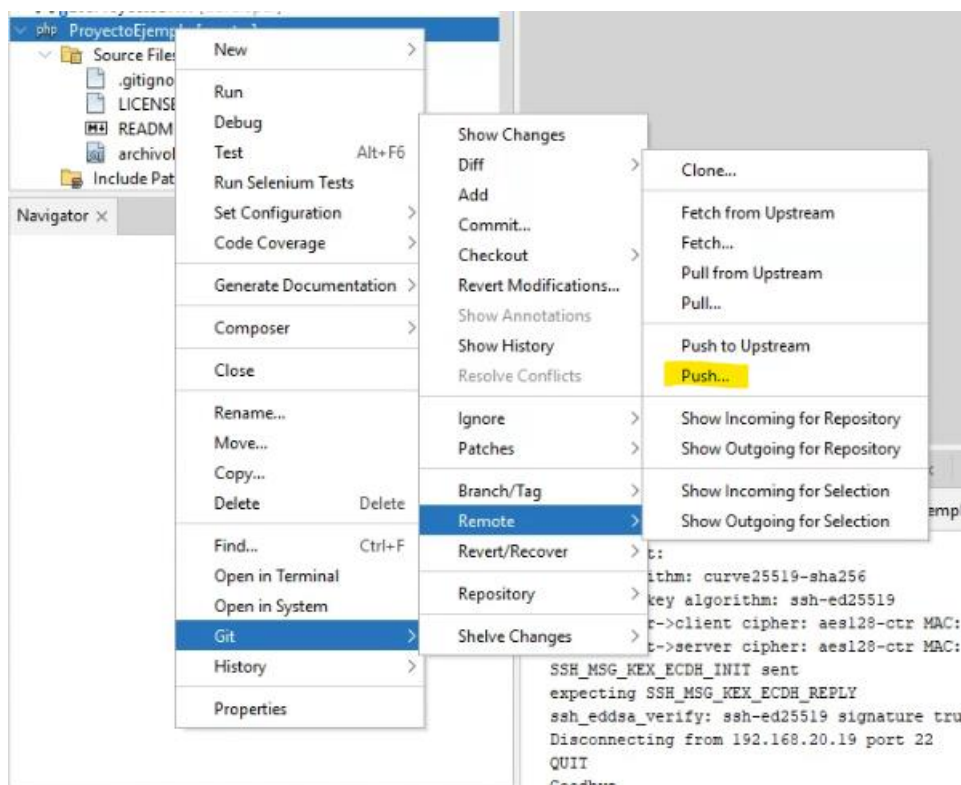 php ProyectoEjempl
Source Files
.gitigno
LICENSE
README
archivo
Include Pat
Navigator ×
New
Run
Debug
Test Alt+F6
Run Selenium Tests
Set Configuration
Code Coverage
Generate Documentation
Composer
Close
Rename...
Move...
Copy...
Delete Delete
Find... Ctrl+F
Open in Terminal
Open in System
Git
History
Properties
Show Changes
Diff
Add
Commit...
Checkout
Revert Modifications...
Show Annotations
Show History
Resolve Conflicts
Ignore
Patches
Branch/Tag
Remote
Revert/Recover
Repository
Shelve Changes
Clone...
Fetch from Upstream
Fetch...
Pull from Upstream
Pull...
Push to Upstream
Push...
Show Incoming for Repository
Show Outgoing for Repository
Show Incoming for Selection
Show Outgoing for Selection
empl
t:
ithm: curve25519-sha256
key algorithm: ssh-ed25519
r->client cipher: aes128-ctr MAC:
t->server cipher: aes128-ctr MAC:
SSH_MSG_KEX_ECDH_INIT sent
expecting SSH_MSG_KEX_ECDH_REPLY
ssh_eddsa_verify: ssh-ed25519 signature tru
Disconnecting from 192.168.20.19 port 22
QUIT